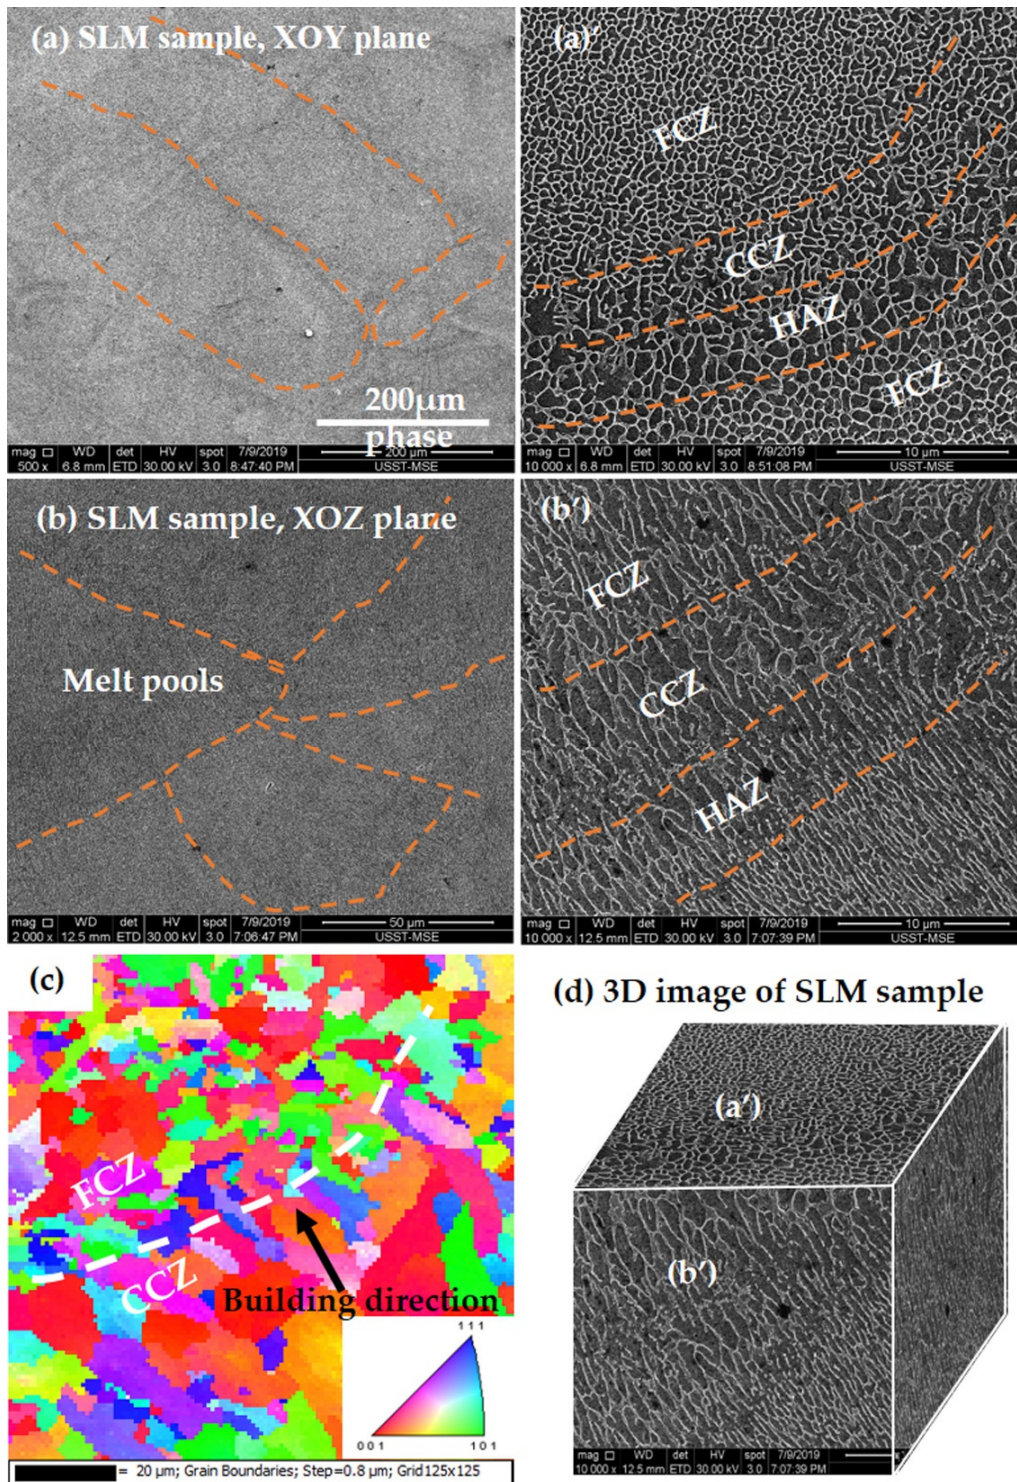 (a) SLM sample, XOY plane
200μm
phase
mag □ WD det HV spot 7/9/2019 200 μm
500 x 6.8 mm ETD 30.00 kV 3.0 8:47:40 PM USST-MSE
(a)'
FCZ
CCZ
HAZ
FCZ
mag □ WD det HV spot 7/9/2019 10 μm
10 000 x 6.8 mm ETD 30.00 kV 3.0 8:51:08 PM USST-MSE
(b) SLM sample, XOZ plane
Melt pools
mag □ WD det HV spot 7/9/2019 50 μm
2 000 x 12.5 mm ETD 30.00 kV 3.0 7:06:47 PM USST-MSE
(b')
FCZ
CCZ
HAZ
mag □ WD det HV spot 7/9/2019 10 μm
10 000 x 12.5 mm ETD 30.00 kV 3.0 7:07:39 PM USST-MSE
(c)
FCZ
CCZ
Building direction
111
001 101
= 20 μm; Grain Boundaries; Step=0.8 μm; Grid125x125
(d) 3D image of SLM sample
(a')
(b')
mag □ WD det HV spot 7/9/2019
10 000 x 12.5 mm ETD 30.00 kV 3.0 7:07:39 PM